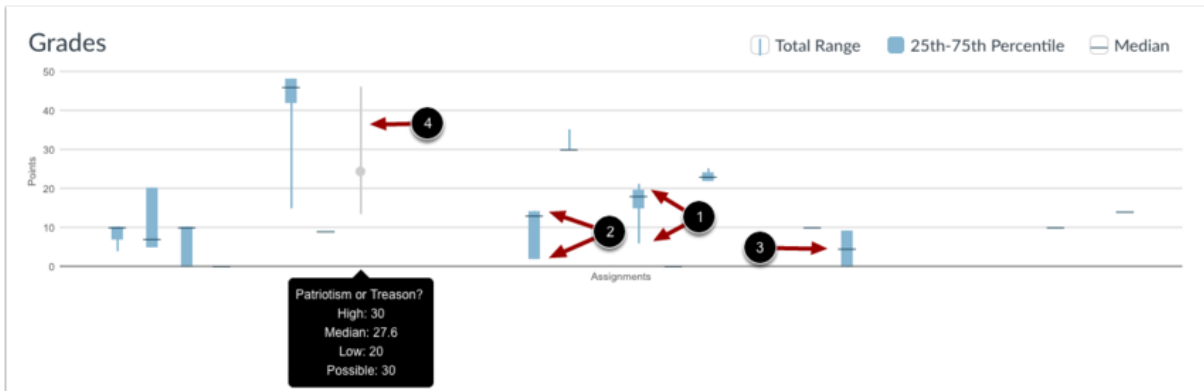 Grades
Total Range
25th-75th Percentile
Median
50
40
30
20
10
0
Points
4
1
2
3
Assignments
Patriotism or Treason?
High: 30
Median: 27.6
Low: 20
Possible: 30